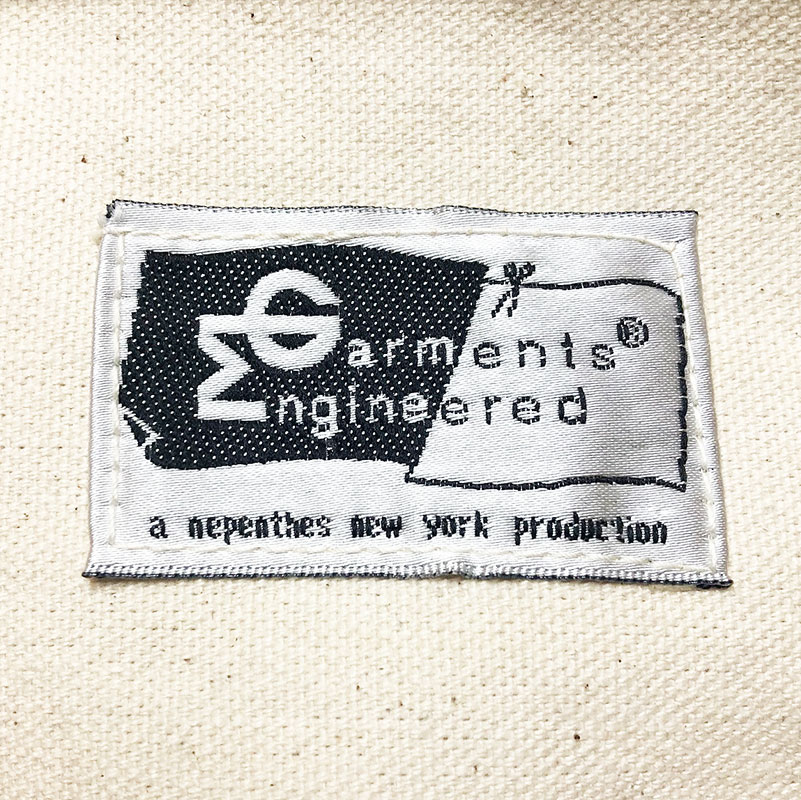 Garments®
Engineered
a nepenthes new york production